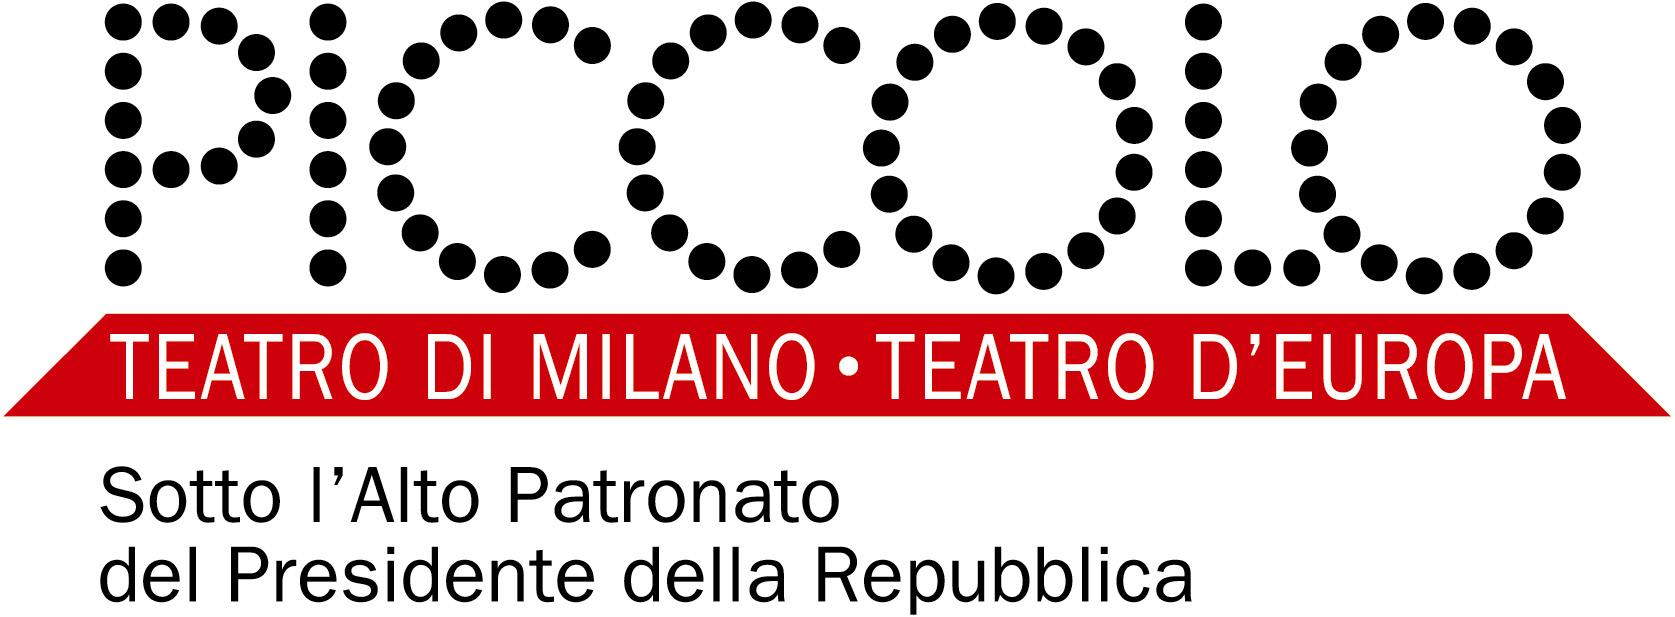 PICCOLO
TEATRO DI MILANO • TEATRO D’EUROPA
Sotto l’Alto Patronato
del Presidente della Repubblica